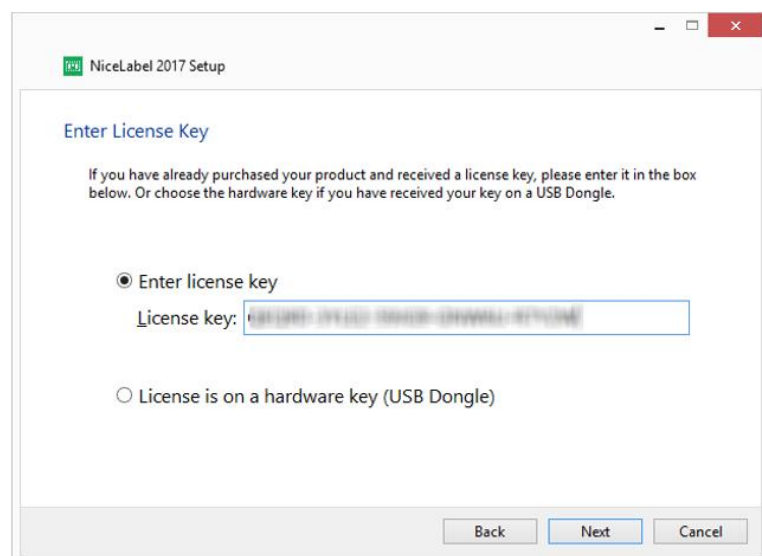 NiceLabel 2017 Setup
Enter License Key
If you have already purchased your product and received a license key, please enter it in the box
below. Or choose the hardware key if you have received your key on a USB Dongle.
Enter license key
License key:
License is on a hardware key (USB Dongle)
Back Next Cancel